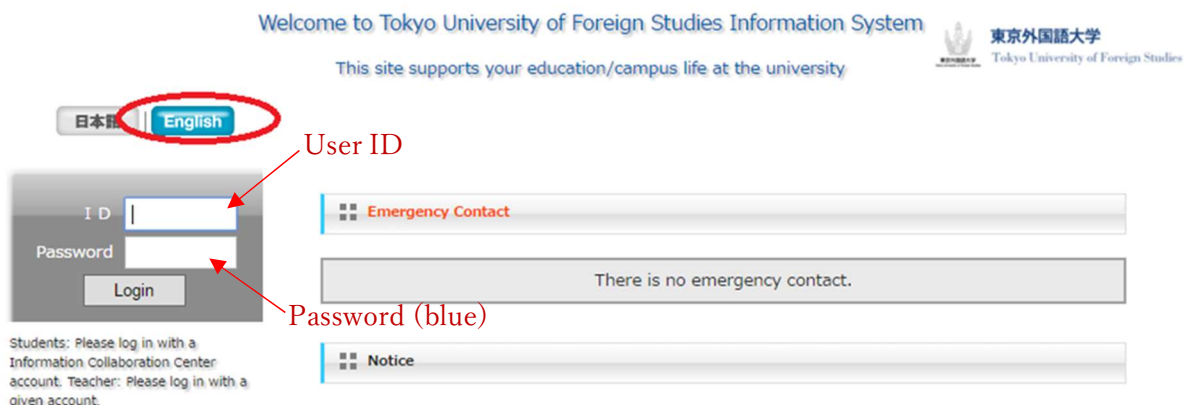 Welcome to Tokyo University of Foreign Studies Information System
This site supports your education/campus life at the university
東京外国語大学
Tokyo University of Foreign Studies
日本語
English
User ID
ID
Password
Login
Password (blue)
Students: Please log in with a
Information Collaboration Center
account. Teacher: Please log in with a
given account.
Emergency Contact
There is no emergency contact.
Notice